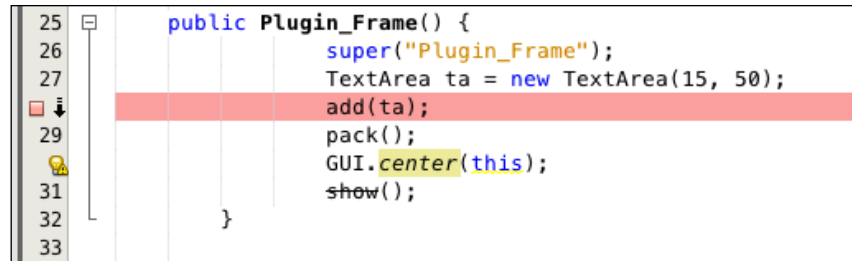 25 public Plugin_Frame() {
26 super("Plugin_Frame");
27 TextArea ta = new TextArea(15, 50);
add(ta);
29 pack();
GUI.center(this);
31 show();
32 }
33